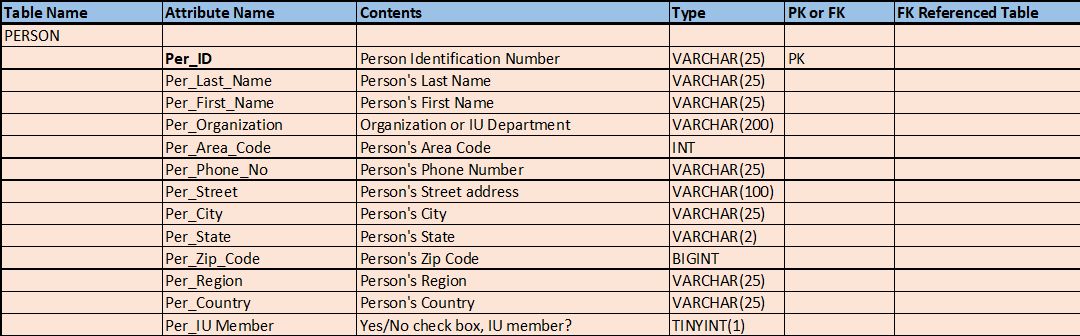 Table Name Attribute Name Contents Type PK or FK FK Referenced Table
PERSON
Per_ID Person Identification Number VARCHAR(25) PK
Per_Last_Name Person's Last Name VARCHAR(25)
Per_First_Name Person's First Name VARCHAR(25)
Per_Organization Organization or IU Department VARCHAR(200)
Per_Area_Code Person's Area Code INT
Per_Phone_No Person's Phone Number VARCHAR(25)
Per_Street Person's Street address VARCHAR(100)
Per_City Person's City VARCHAR(25)
Per_State Person's State VARCHAR(2)
Per_Zip_Code Person's Zip Code BIGINT
Per_Region Person's Region VARCHAR(25)
Per_Country Person's Country VARCHAR(25)
Per_IU Member Yes/No check box, IU member? TINYINT(1)